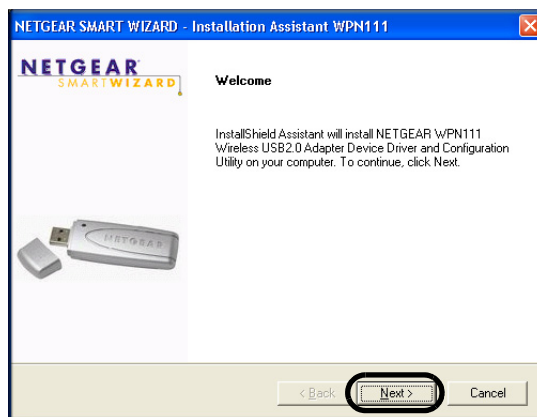 NETGEAR SMART WIZARD - Installation Assistant WPN111
NETGEAR
SMARTWIZARD
Welcome
InstallShield Assistant will install NETGEAR WPN111
Wireless USB2.0 Adapter Device Driver and Configuration
Utility on your computer. To continue, click Next.
NETGEAR
< Back
Next >
Cancel